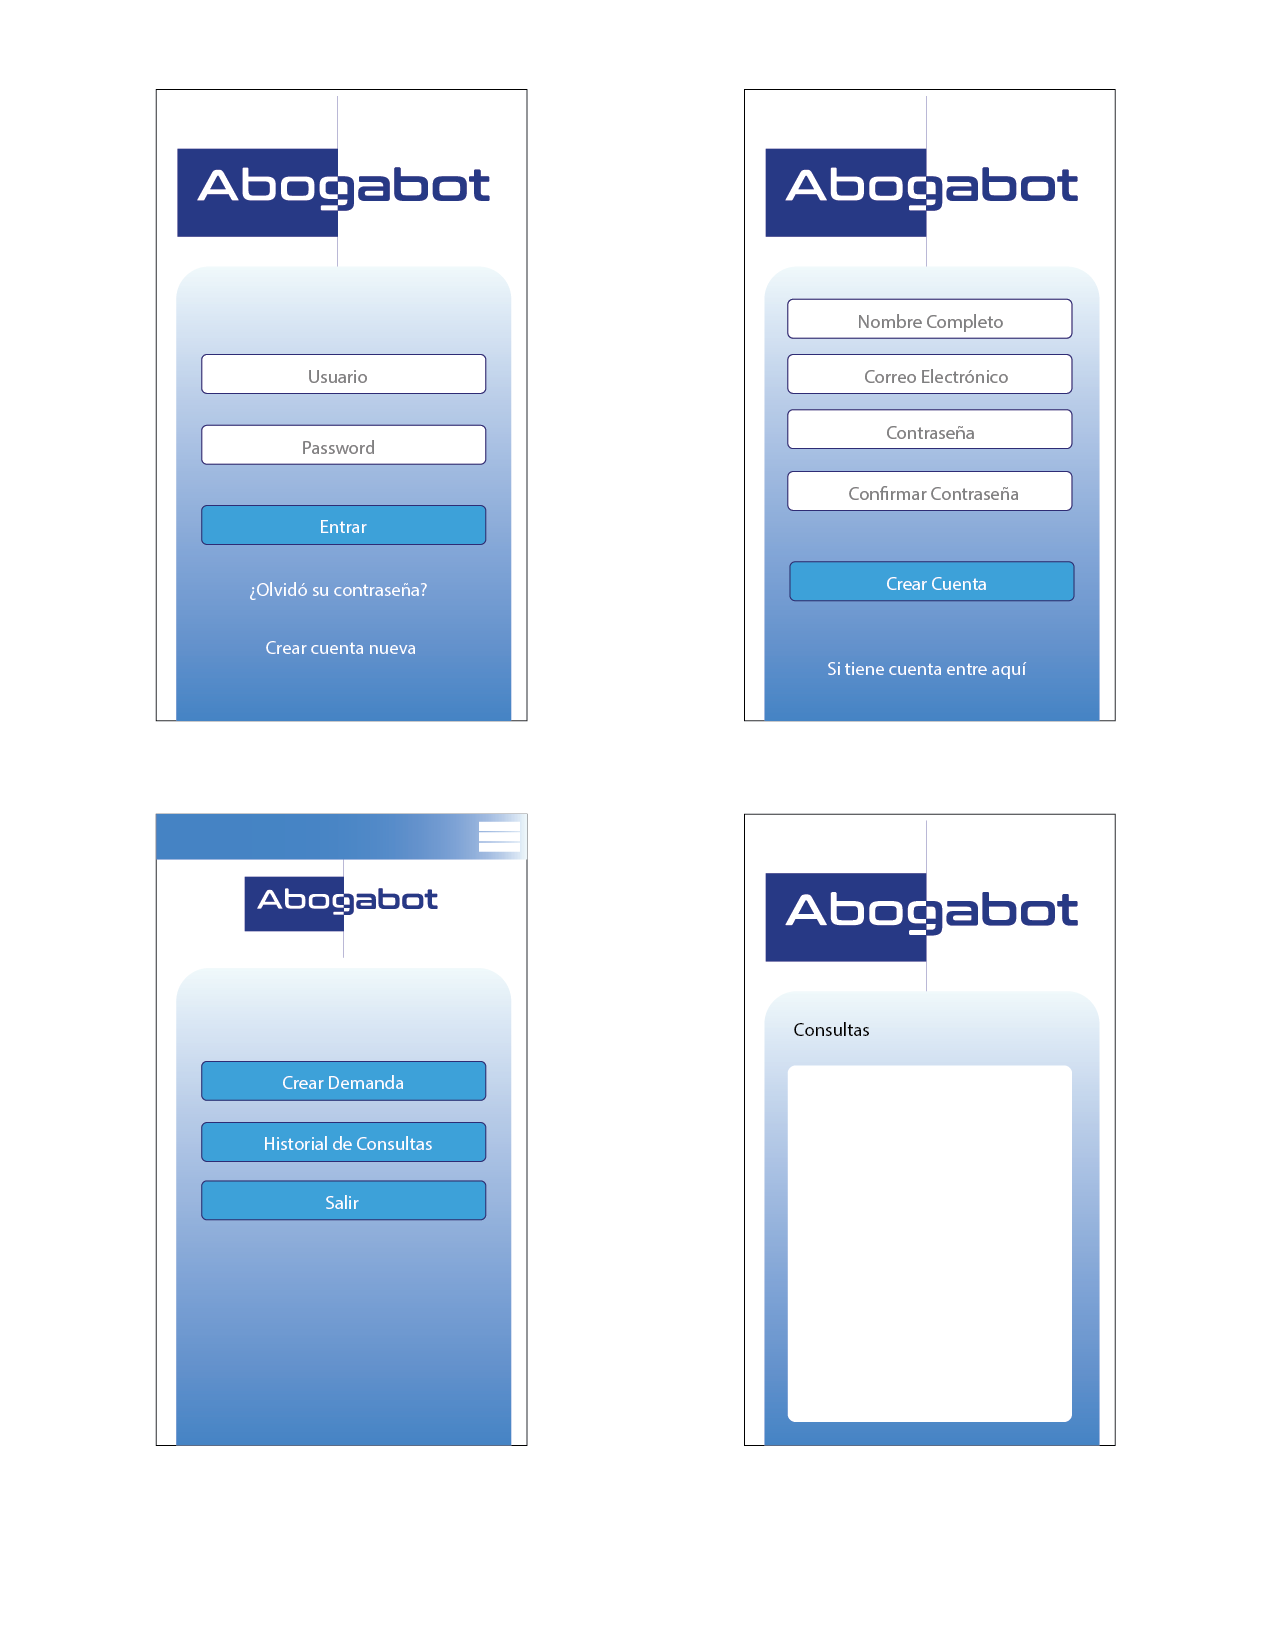 Abogabot
Usuario
Password
Entrar
¿Olvidó su contraseña?
Crear cuenta nueva
Abogabot
Nombre Completo
Correo Electrónico
Contraseña
Confirmar Contraseña
Crear Cuenta
Si tiene cuenta entre aquí
Abogabot
Crear Demanda
Historial de Consultas
Salir
Abogabot
Consultas